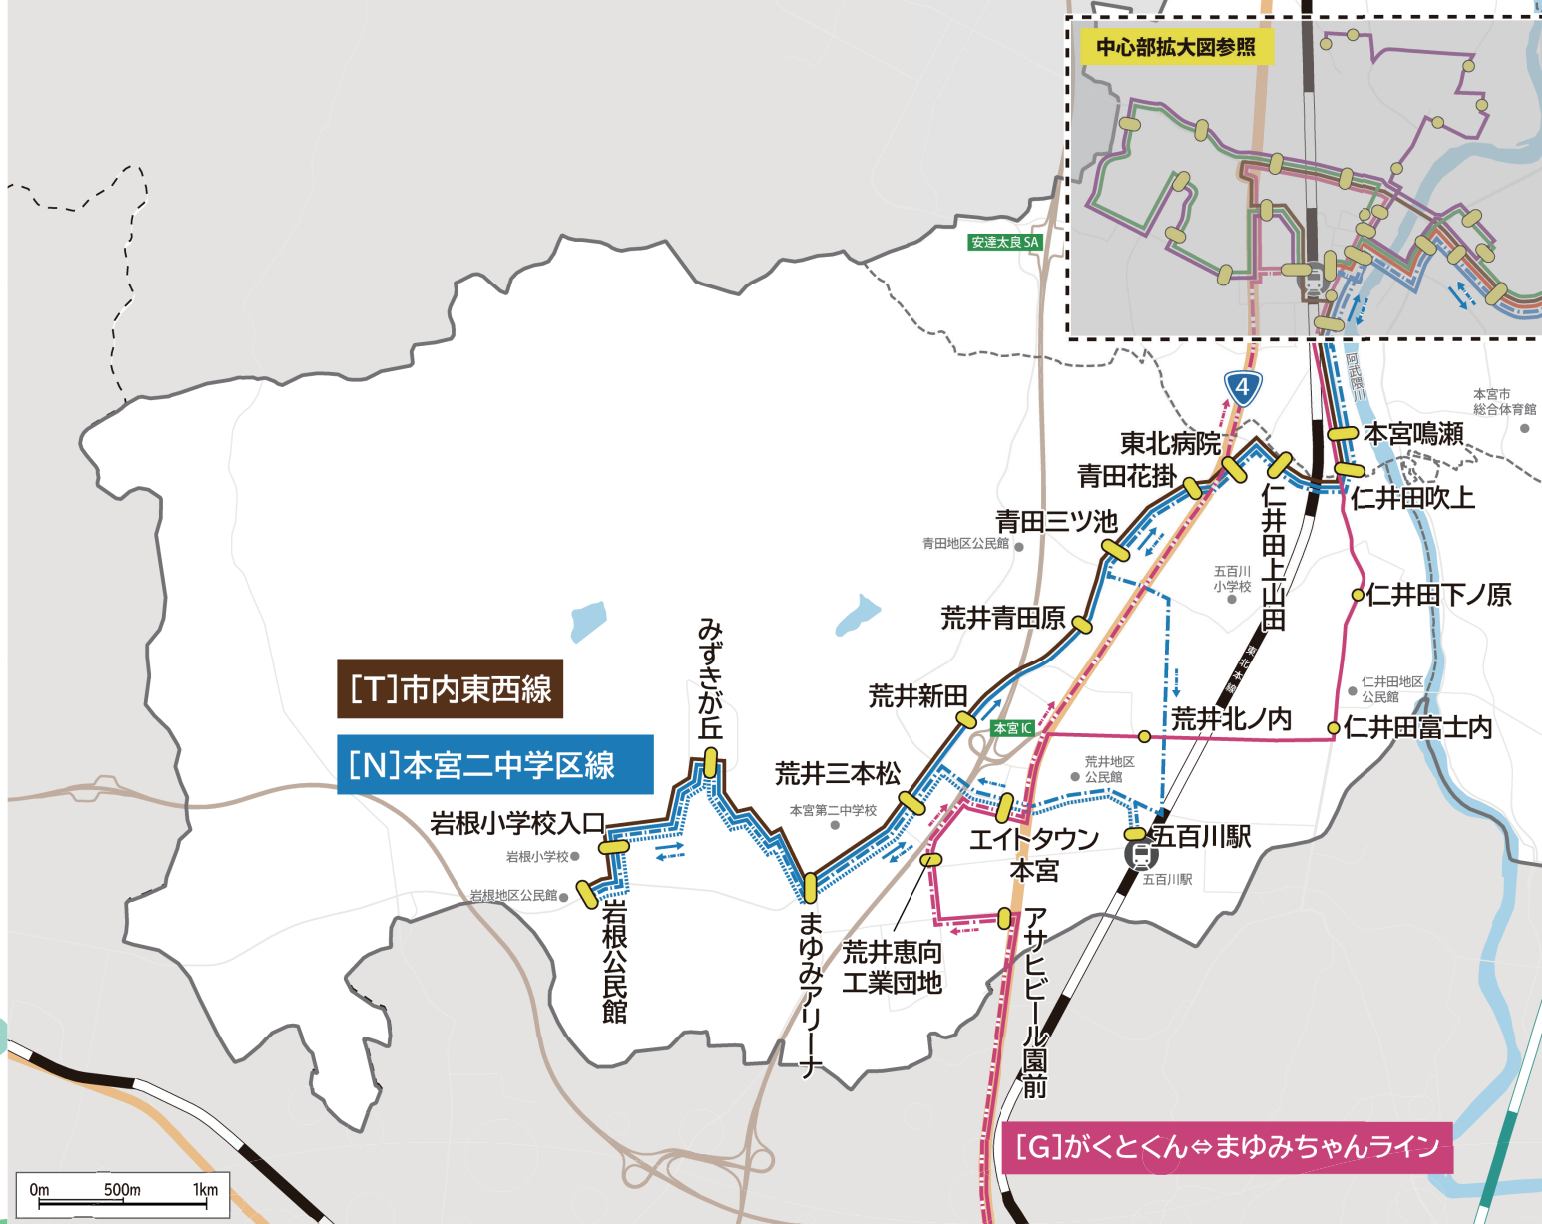 中心部拡大図参照
安達太良SA
4
阿武隈川
本宮市
総合体育館
本宮鳴瀬
東北病院
青田花掛
仁井田吹上
仁井田上山田
青田三ツ池
青田地区公民館
五百川
小学校
仁井田下ノ原
荒井青田原
みずきが丘
東北本線
[T]市内東西線
荒井新田
仁井田地区
公民館
本宮IC
荒井北ノ内
仁井田富士内
[N]本宮二中学区線
荒井三本松
荒井地区
公民館
本宮第二中学校
岩根小学校入口
エイトタウン
本宮
五百川駅
岩根小学校
五百川駅
岩根地区公民館
岩根公民館
まゆみアリーナ
荒井恵向
工業団地
アサヒビール園前
[G]がくとくん⇔まゆみちゃんライン
0m 500m 1km